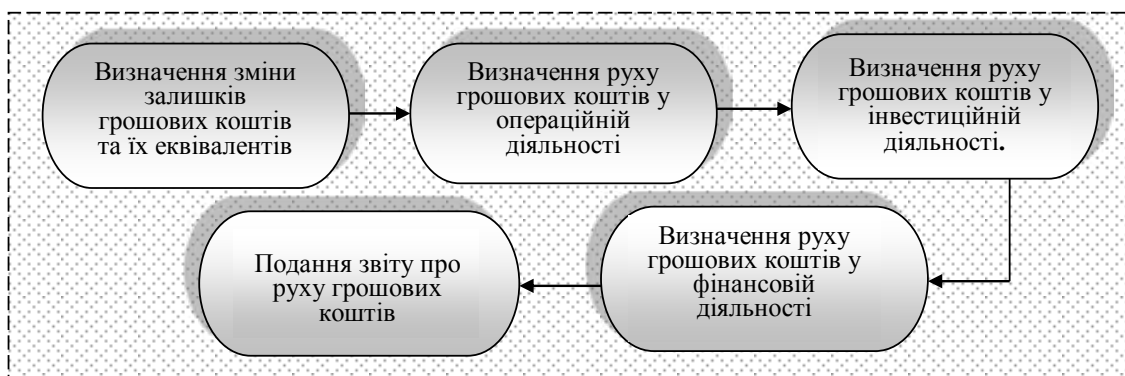 Визначення зміни
залишків
грошових коштів
та їх еквівалентів
Визначення руху
грошових коштів у
операційній
діяльності
Визначення руху
грошових коштів у
інвестиційній
діяльності.
Визначення руху
грошових коштів у
фінансовій
діяльності
Подання звіту про
руху грошових
коштів